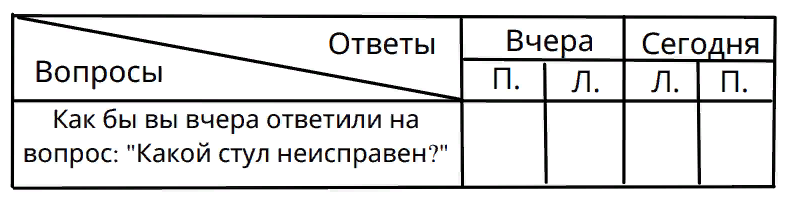 Ответы
Вопросы
Вчера
Сегодня
П.
Л.
Л.
П.
Как бы вы вчера ответили на
вопрос: "Какой стул неисправен?"